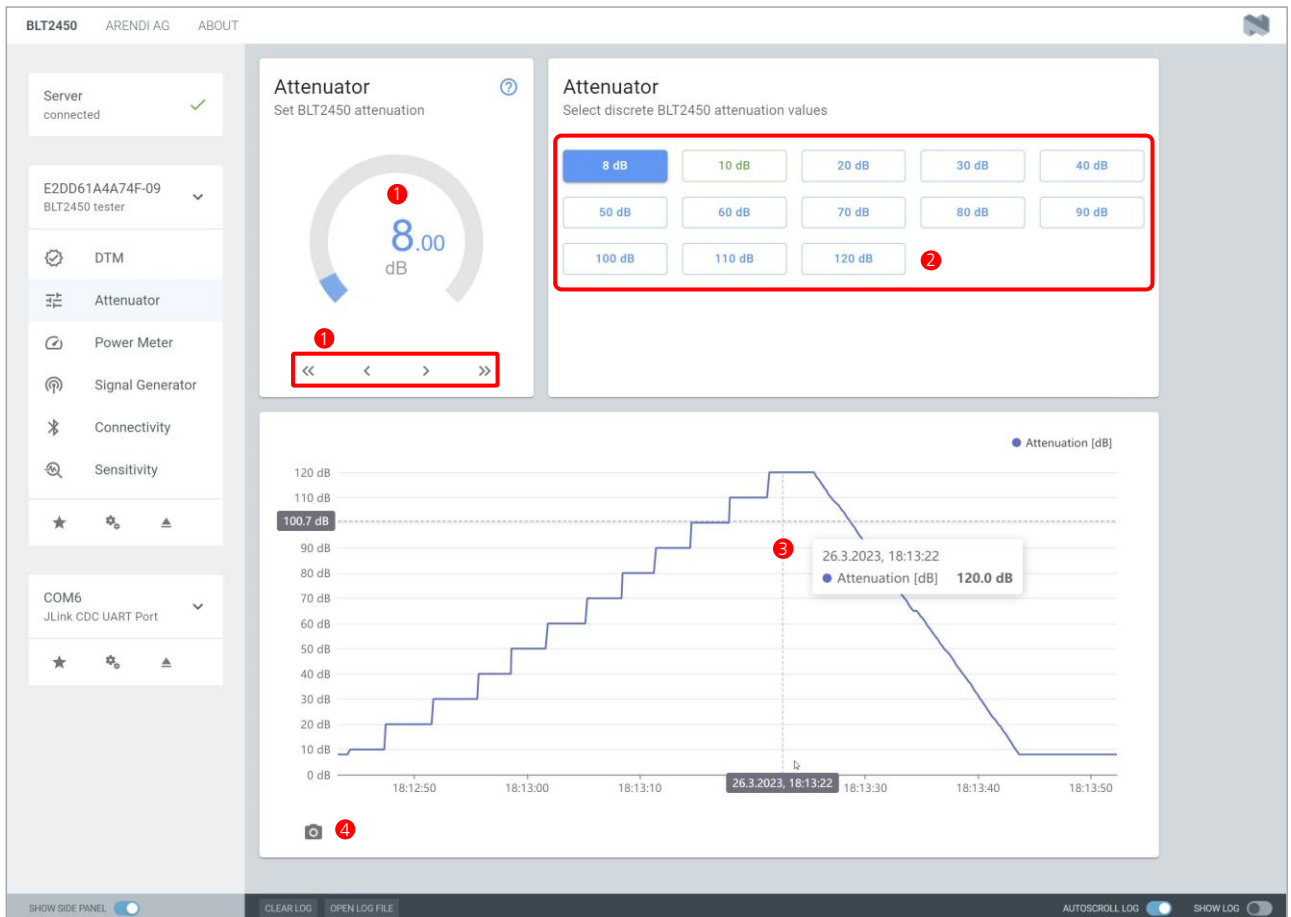 BLT2450 ARENDI AG ABOUT
Server
connected
E2DD61A4A74F-09
BLT2450 tester
DTM
Attenuator
Power Meter
Signal Generator
Connectivity
Sensitivity
COM6
JLink CDC UART Port
Attenuator
Set BLT2450 attenuation
1
8.00
dB
1
Attenuator
Select discrete BLT2450 attenuation values
8 dB 10 dB 20 dB 30 dB 40 dB
50 dB 60 dB 70 dB 80 dB 90 dB
100 dB 110 dB 120 dB 2
Attenuation [dB]
120 dB
110 dB
100.7 dB
90 dB
3
26.3.2023, 18:13:22
80 dB
Attenuation [dB] 120.0 dB
70 dB
60 dB
50 dB
40 dB
30 dB
20 dB
10 dB
0 dB
18:12:50 18:13:00 18:13:10 26.3.2023, 18:13:22 18:13:30 18:13:40 18:13:50
4
SHOW SIDE PANEL CLEAR LOG OPEN LOG FILE AUTOSCROLL LOG SHOW LOG